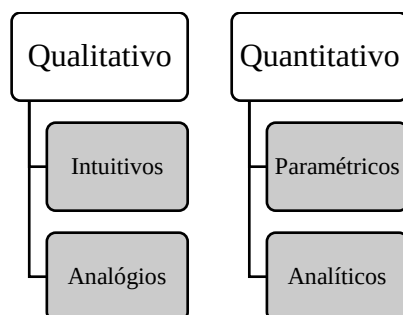 Qualitativo
Intuitivos
Analógios
Quantitativo
Paramétricos
Analíticos